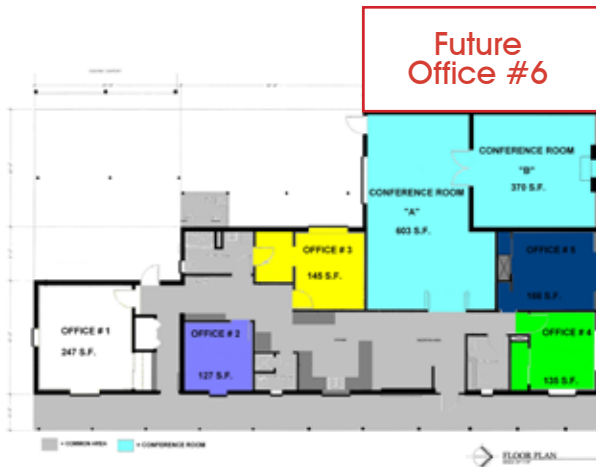 Future
Office #6
CONFERENCE ROOM
"B"
370 S.F.
CONFERENCE ROOM
"A"
603 S.F.
OFFICE # 3
145 S.F.
OFFICE # 5
OFFICE # 1
247 S.F.
OFFICE # 2
127 S.F.
OFFICE # 4
135 S.F.
= COMMON AREA
= CONFERENCE ROOM
FLOOR PLAN